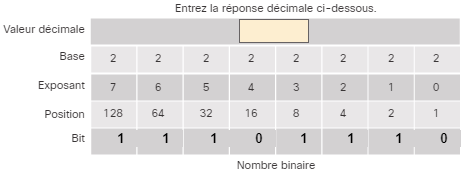 Entrez la réponse décimale ci-dessous.
Valeur décimale
Base 2 2 2 2 2 2 2 2
Exposant 7 6 5 4 3 2 1 0
Position 128 64 32 16 8 4 2 1
Bit 1 1 1 0 1 1 1 0
Nombre binaire